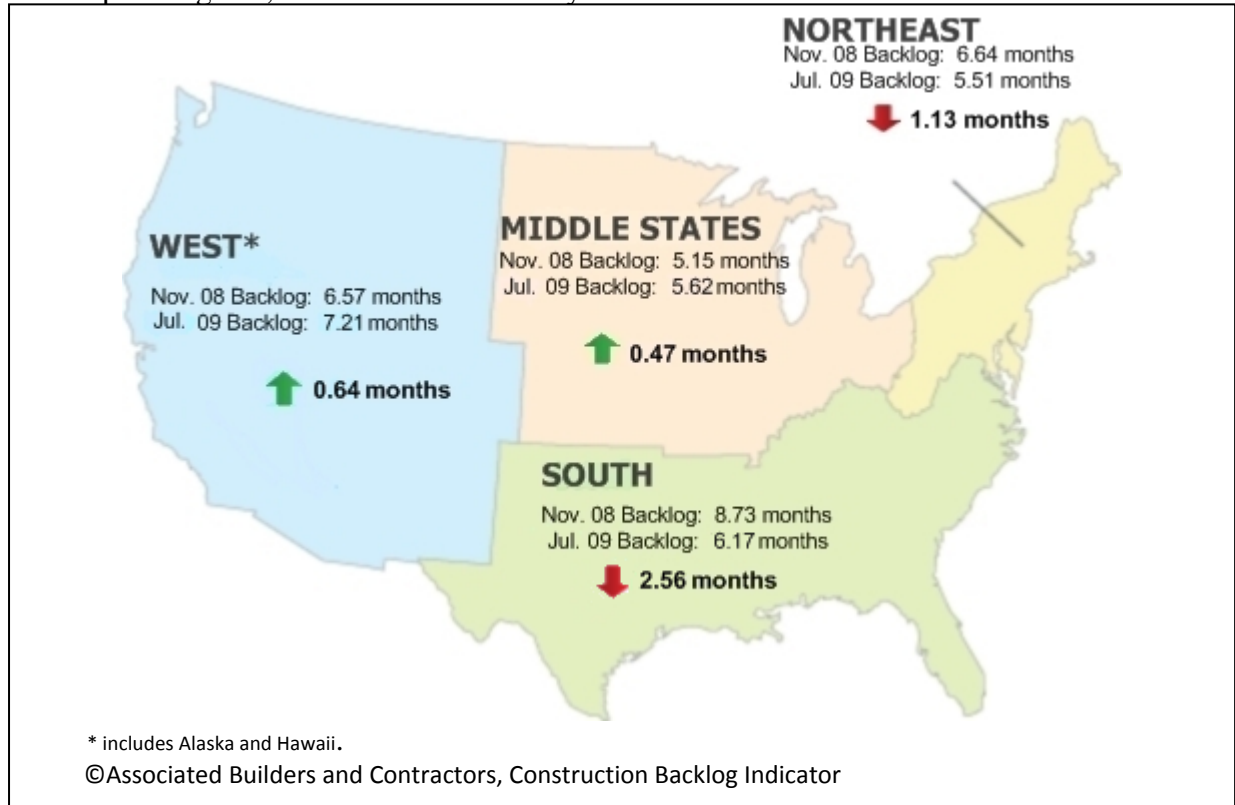 NORTHEAST
Nov. 08 Backlog: 6.64 months
Jul. 09 Backlog: 5.51 months
1.13 months
WEST*
Nov. 08 Backlog: 6.57 months
Jul. 09 Backlog: 7.21 months
0.64 months
MIDDLE STATES
Nov. 08 Backlog: 5.15 months
Jul. 09 Backlog: 5.62 months
0.47 months
SOUTH
Nov. 08 Backlog: 8.73 months
Jul. 09 Backlog: 6.17 months
2.56 months
* includes Alaska and Hawaii.
©Associated Builders and Contractors, Construction Backlog Indicator